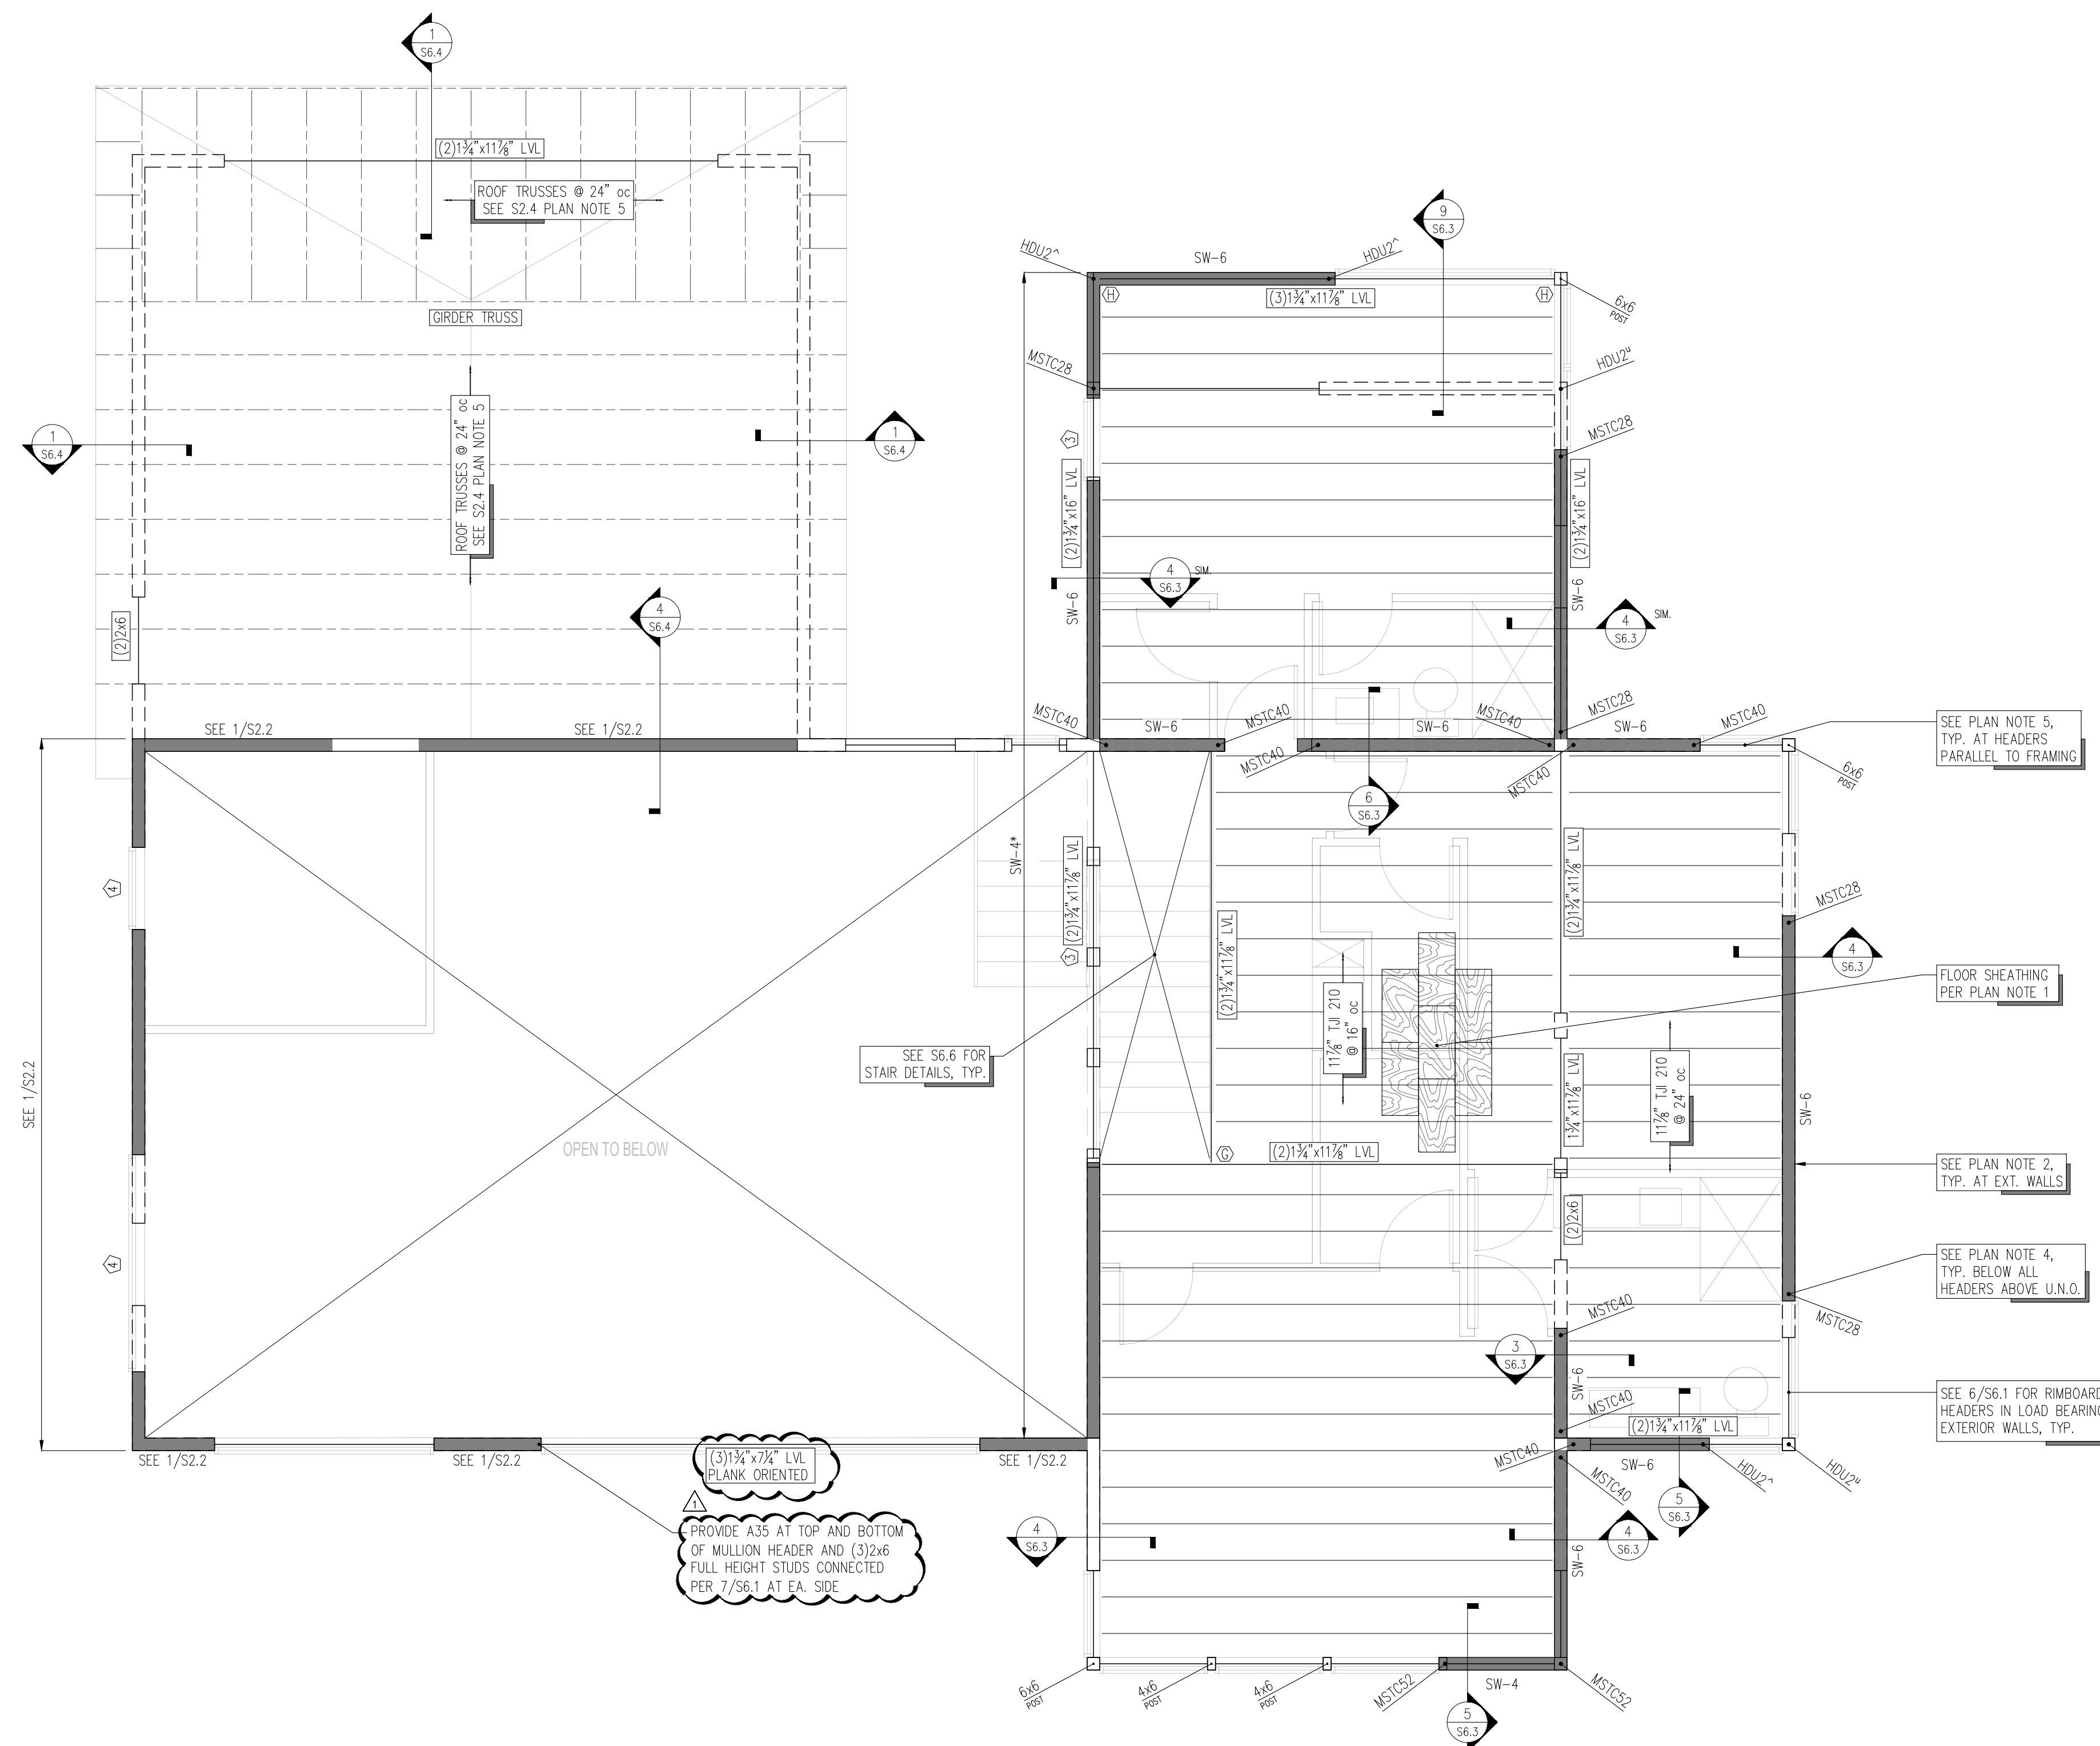 1
S6.4
(2)1¾"x11⅞" LVL
ROOF TRUSSES @ 24" oc
SEE S2.4 PLAN NOTE 5
9
S6.3
HDU2^
SW-6
HDU2^
H
(3)1¾"x11⅞" LVL
H
6x6
POST
GIRDER TRUSS
MSTC28
HDU2"
ROOF TRUSSES @ 24" oc
SEE S2.4 PLAN NOTE 5
1
S6.4
1
S6.4
3
MSTC28
(2)1¾"x16" LVL
(2)1¾"x16" LVL
4
S6.3
SIM.
SW-6
SW-6
4
S6.4
(2)2x6
4
S6.3
SIM.
SEE 1/S2.2
SEE 1/S2.2
MSTC40
SW-6
MSTC40
SW-6
MSTC40
MSTC28
SW-6
MSTC40
MSTC40
MSTC40
SEE PLAN NOTE 5,
TYP. AT HEADERS
PARALLEL TO FRAMING
6x6
POST
6
S6.3
SW-4*
(2)1¾"x11⅞" LVL
(2)1¾"x11⅞" LVL
4
MSTC28
3
(2)1¾"x11⅞" LVL
4
S6.3
FLOOR SHEATHING
PER PLAN NOTE 1
11⅞" TJI 210
@ 16" oc
SEE S6.6 FOR
STAIR DETAILS, TYP.
SEE 1/S2.2
1¾"x11⅞" LVL
11⅞" TJI 210
@ 24" oc
SW-6
OPEN TO BELOW
G
(2)1¾"x11⅞" LVL
SEE PLAN NOTE 2,
TYP. AT EXT. WALLS
(2)2x6
4
SEE PLAN NOTE 4,
TYP. BELOW ALL
HEADERS ABOVE U.N.O.
MSTC40
MSTC28
3
S6.3
SW-6
MSTC40
(2)1¾"x11⅞" LVL
SEE 6/S6.1 FOR RIMBOARD
HEADERS IN LOAD BEARING
EXTERIOR WALLS, TYP.
SEE 1/S2.2
SEE 1/S2.2
(3)1¾"x7¼" LVL
PLANK ORIENTED
SEE 1/S2.2
MSTC40
SW-6
MSTC40
HDU2^
HDU2"
1
PROVIDE A35 AT TOP AND BOTTOM
OF MULLION HEADER AND (3)2x6
FULL HEIGHT STUDS CONNECTED
PER 7/S6.1 AT EA. SIDE
4
S6.3
4
S6.3
5
S6.3
SW-6
6x6
POST
4x6
POST
4x6
POST
MSTC52
SW-4
MSTC52
5
S6.3